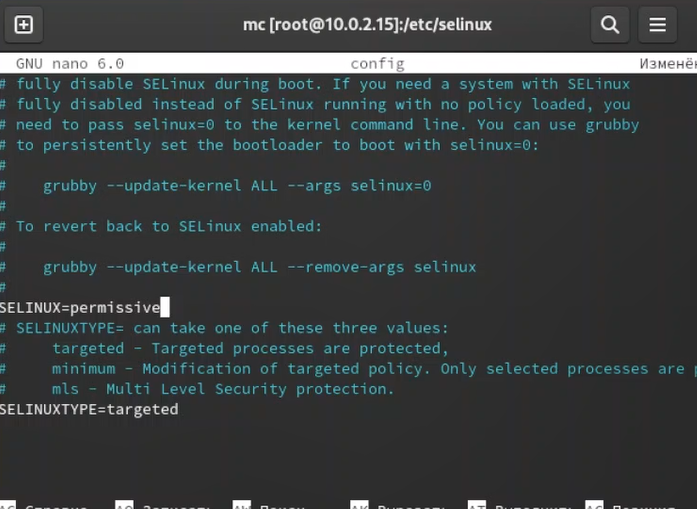 mc [root@10.0.2.15]:/etc/selinux
GNU nano 6.0 config Изменён
# fully disable SELinux during boot. If you need a system with SELinux
# fully disabled instead of SELinux running with no policy loaded, you
# need to pass selinux=0 to the kernel command line. You can use grubby
# to persistently set the bootloader to boot with selinux=0:
#
#    grubby --update-kernel ALL --args selinux=0
#
# To revert back to SELinux enabled:
#
#    grubby --update-kernel ALL --remove-args selinux
#
SELINUX=permissive
# SELINUXTYPE= can take one of these three values:
#     targeted - Targeted processes are protected,
#     minimum - Modification of targeted policy. Only selected processes are p
#     mls - Multi Level Security protection.
SELINUXTYPE=targeted